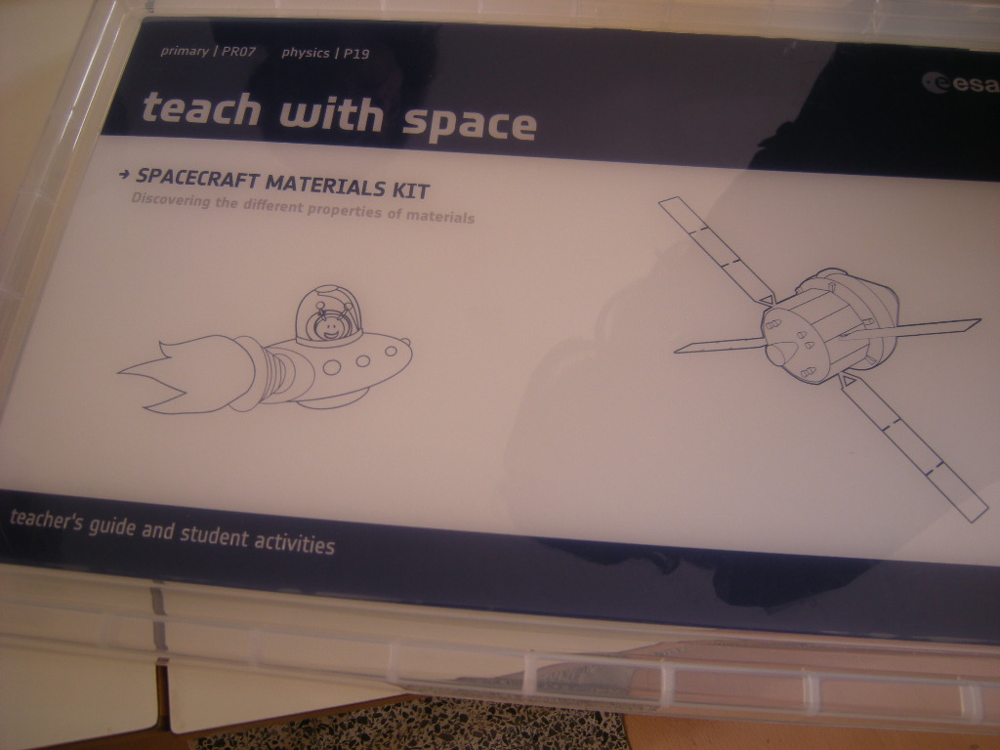 primary | PR07 physics | P19
esa
teach with space
→ SPACECRAFT MATERIALS KIT
Discovering the different properties of materials
teacher's guide and student activities